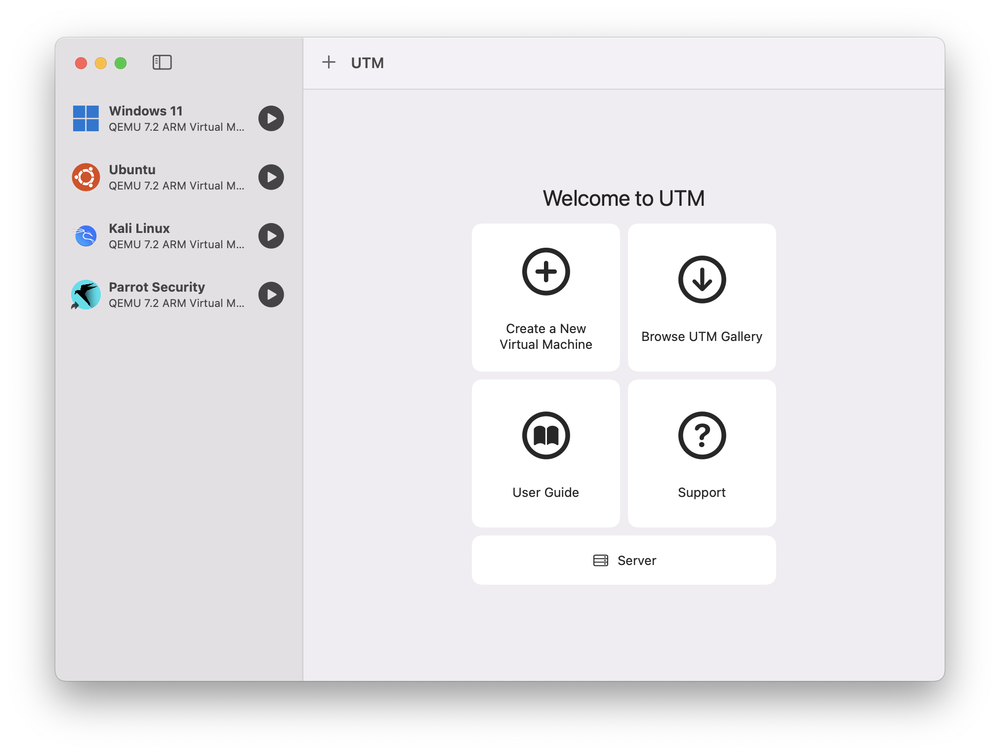 UTM
Windows 11
QEMU 7.2 ARM Virtual M...
Ubuntu
QEMU 7.2 ARM Virtual M...
Kali Linux
QEMU 7.2 ARM Virtual M...
Parrot Security
QEMU 7.2 ARM Virtual M...
Welcome to UTM
Create a New
Virtual Machine
Browse UTM Gallery
User Guide
Support
Server